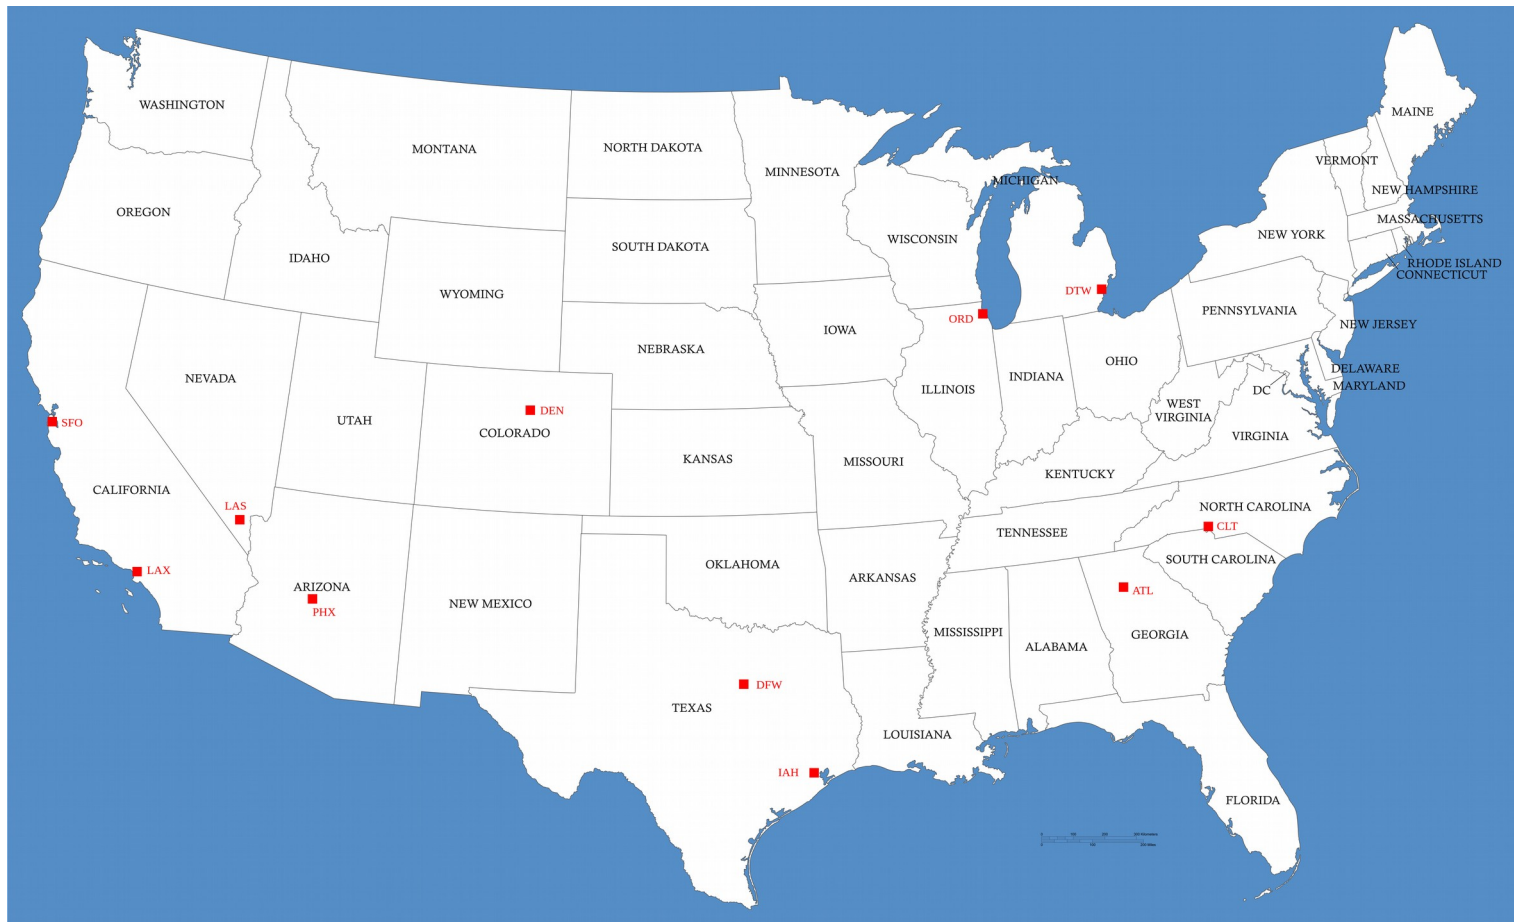 WASHINGTON
MAINE
MONTANA
NORTH DAKOTA
MINNESOTA
VERMONT
MICHIGAN
NEW HAMPSHIRE
OREGON
MASSACHUSETTS
WISCONSIN
NEW YORK
SOUTH DAKOTA
IDAHO
RHODE ISLAND
CONNECTICUT
WYOMING
DTW
PENNSYLVANIA
ORD
NEW JERSEY
IOWA
NEBRASKA
OHIO
DELAWARE
NEVADA
INDIANA
MARYLAND
ILLINOIS
DC
WEST
VIRGINIA
DEN
UTAH
SFO
COLORADO
VIRGINIA
KANSAS
MISSOURI
KENTUCKY
CALIFORNIA
LAS
NORTH CAROLINA
CLT
TENNESSEE
SOUTH CAROLINA
OKLAHOMA
LAX
ARKANSAS
ARIZONA
ATL
NEW MEXICO
PHX
MISSISSIPPI
GEORGIA
ALABAMA
DFW
TEXAS
LOUISIANA
IAH
FLORIDA